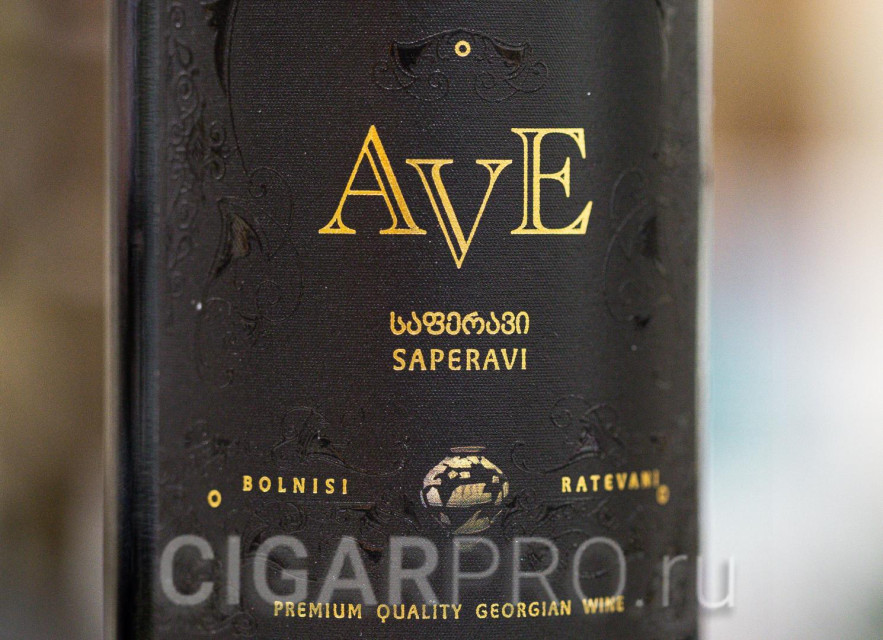 AVE
საფერავი
SAPERAVI
BOLNISI RATEVANI
CIGARPRO.ru
PREMIUM QUALITY GEORGIAN WINE